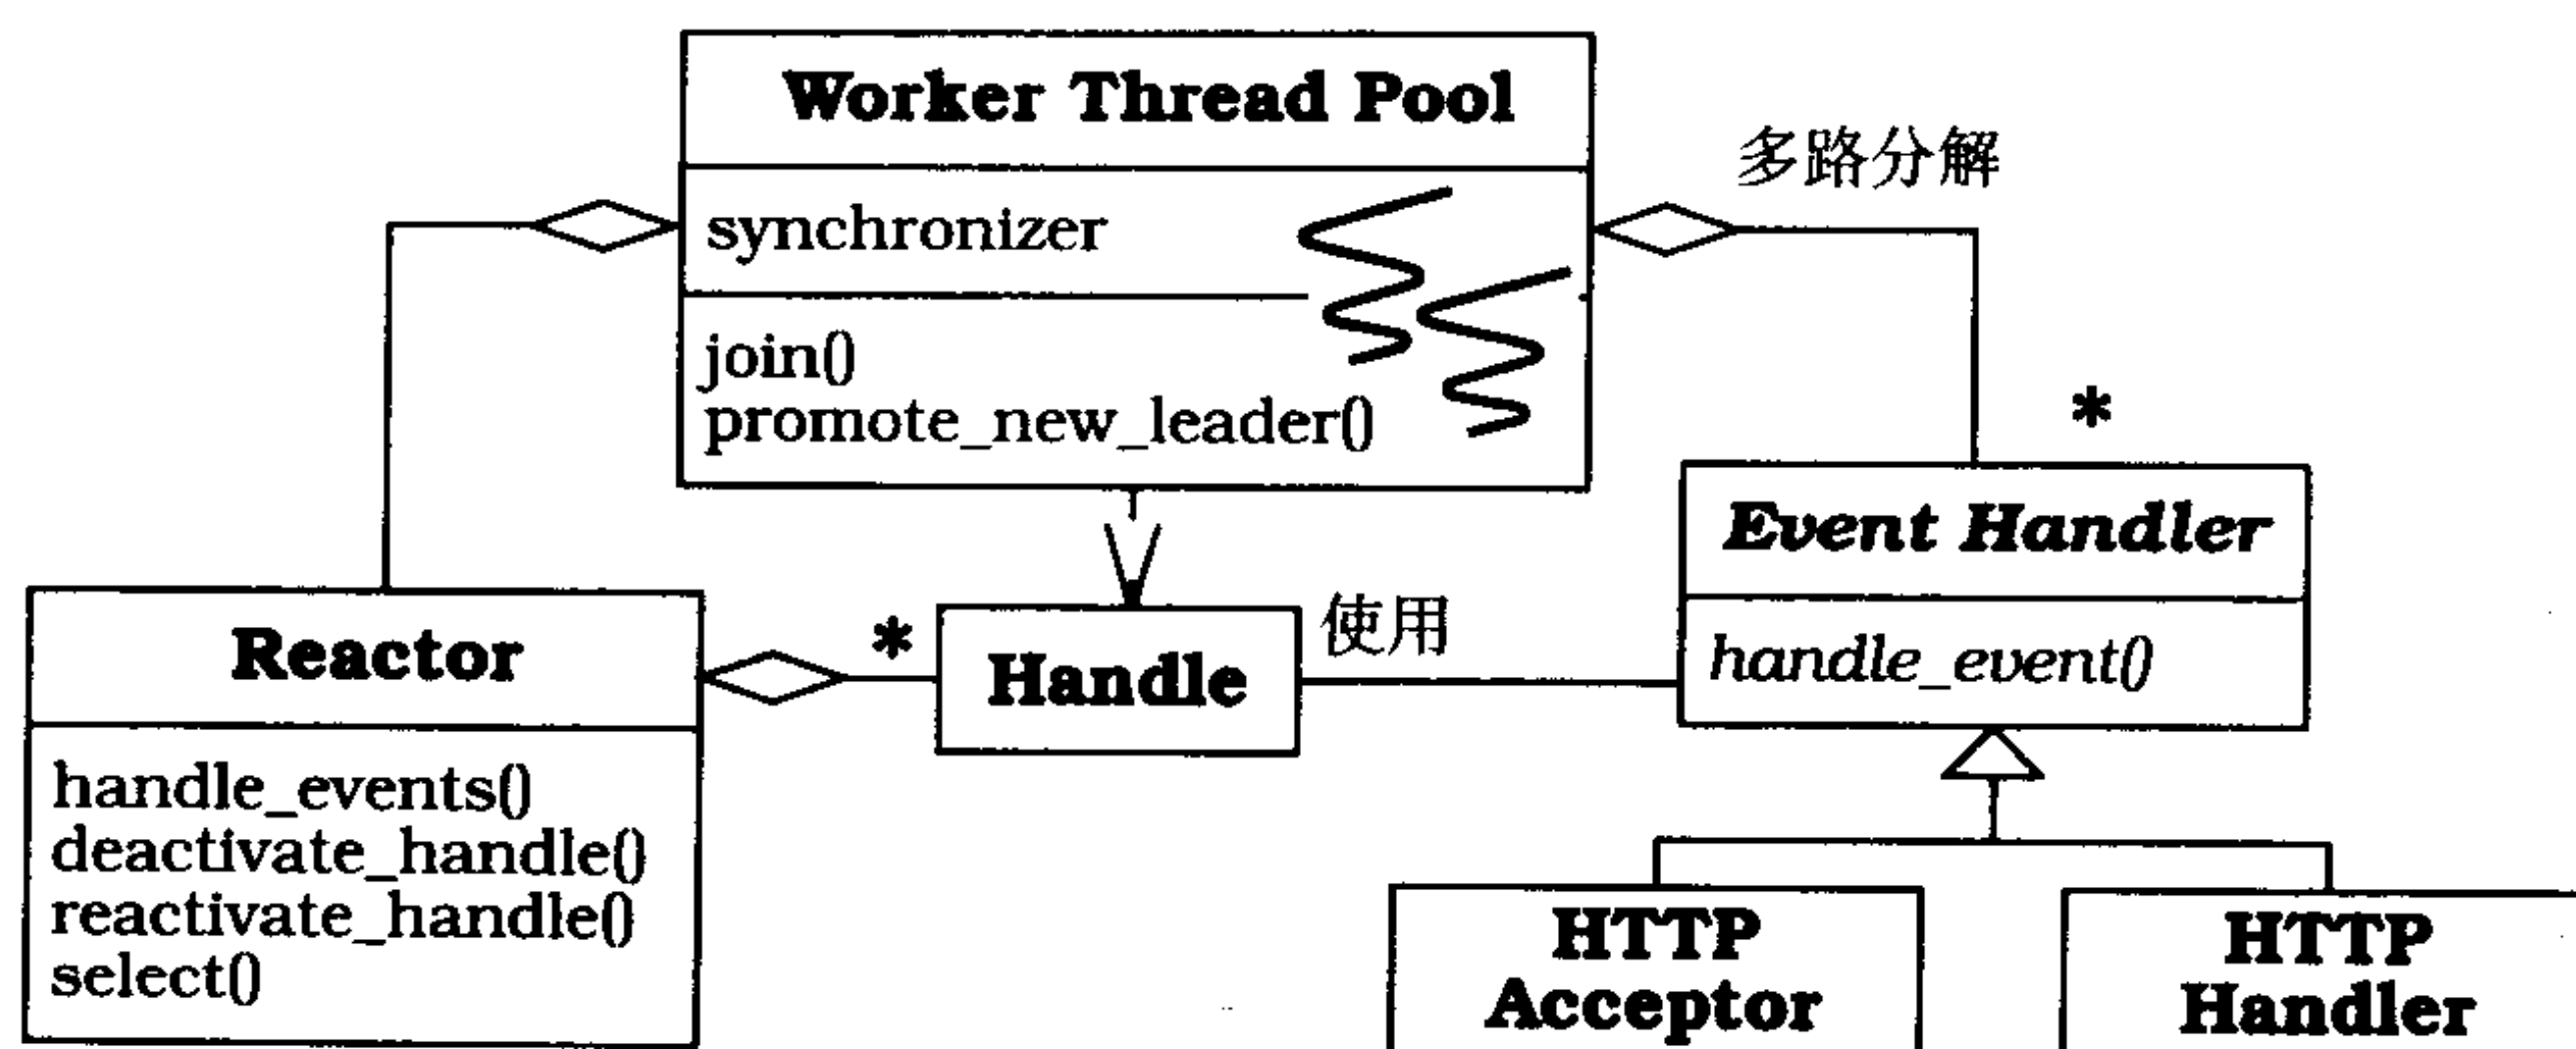 Worker Thread Pool
多路分解
synchronizer
join()
promote_new_leader()
*
Event Handler
handle_event()
使用
*
Handle
Reactor
handle_events()
deactivate_handle()
reactivate_handle()
select()
HTTP
Acceptor
HTTP
Handler